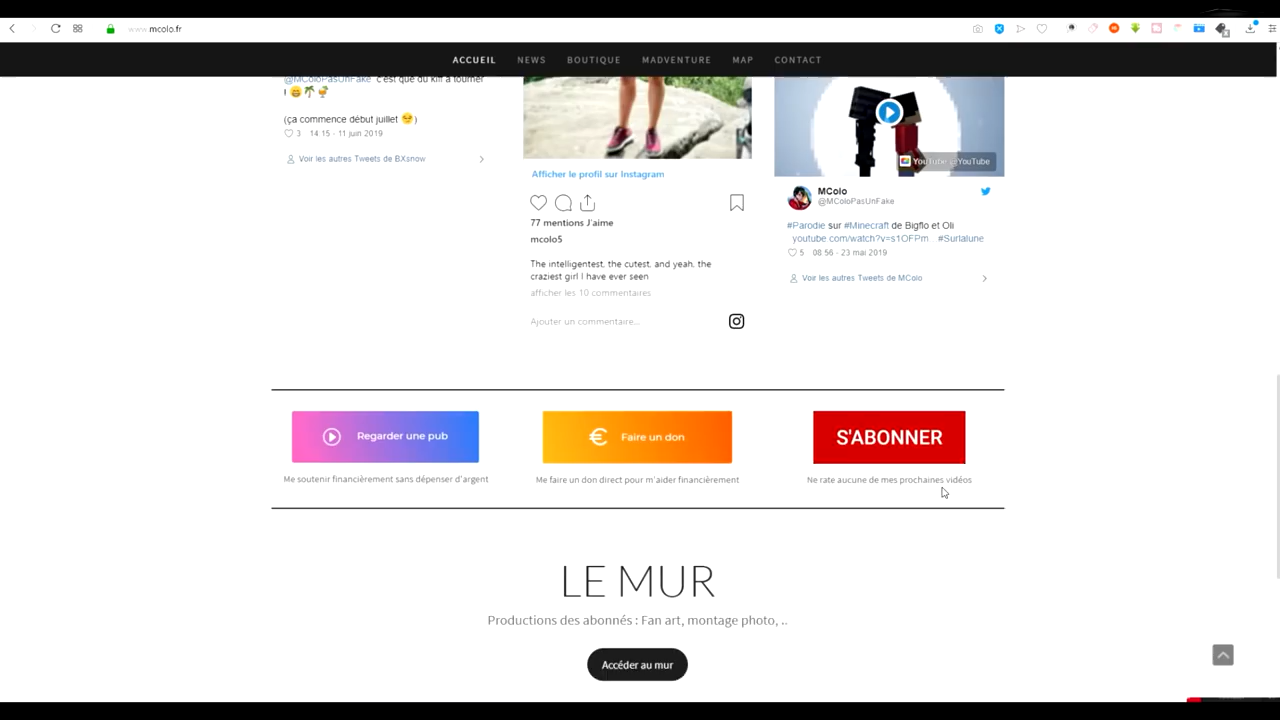 www.mcolo.fr
ACCUEIL NEWS BOUTIQUE MADVENTURE MAP CONTACT
@MColoPasUnFake c'est que du kiff à tourner
! 😁🌴🍹
(ça commence début juillet 😏)
3 14:15 - 11 juin 2019
Voir les autres Tweets de BXsnow
Afficher le profil sur Instagram
77 mentions J'aime
mcolo5
The intelligentest, the cutest, and yeah, the
craziest girl I have ever seen
afficher les 10 commentaires
Ajouter un commentaire...
YouTube @YouTube
MColo
@MColoPasUnFake
#Parodie sur #Minecraft de Bigflo et Oli
youtube.com/watch?v=s1OFPm… #Surlalune
5 08:56 - 23 mai 2019
Voir les autres Tweets de MColo
Regarder une pub
Me soutenir financièrement sans dépenser d'argent
€ Faire un don
Me faire un don direct pour m'aider financièrement
S'ABONNER
Ne rate aucune de mes prochaines vidéos
LE MUR
Productions des abonnés : Fan art, montage photo, ..
Accéder au mur